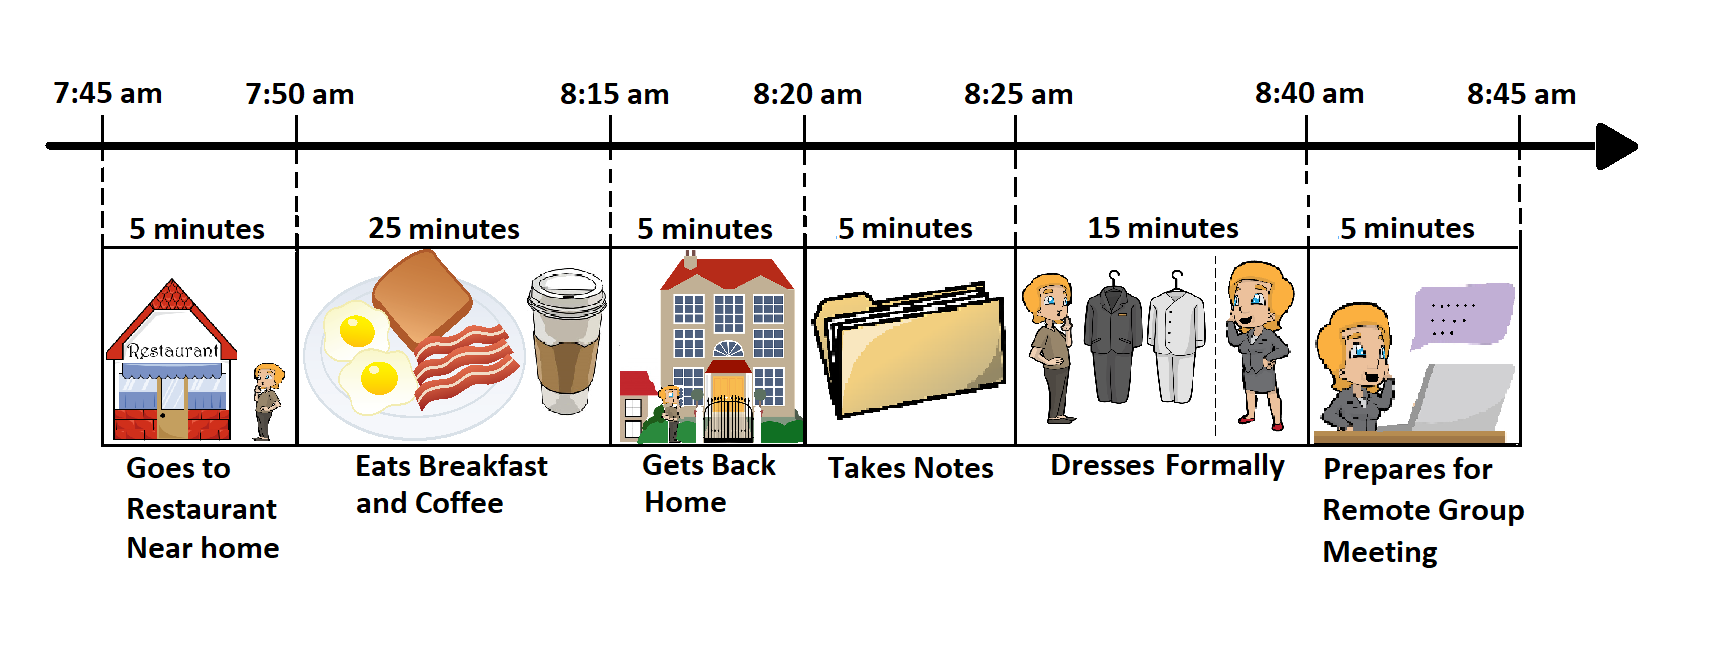 7:45 am 7:50 am 8:15 am 8:20 am 8:25 am 8:40 am 8:45 am
5 minutes 25 minutes 5 minutes 5 minutes 15 minutes 5 minutes
Restaurant
Goes to
Restaurant
Near home
Eats Breakfast
and Coffee
Gets Back
Home
Takes Notes
Dresses Formally
Prepares for
Remote Group
Meeting